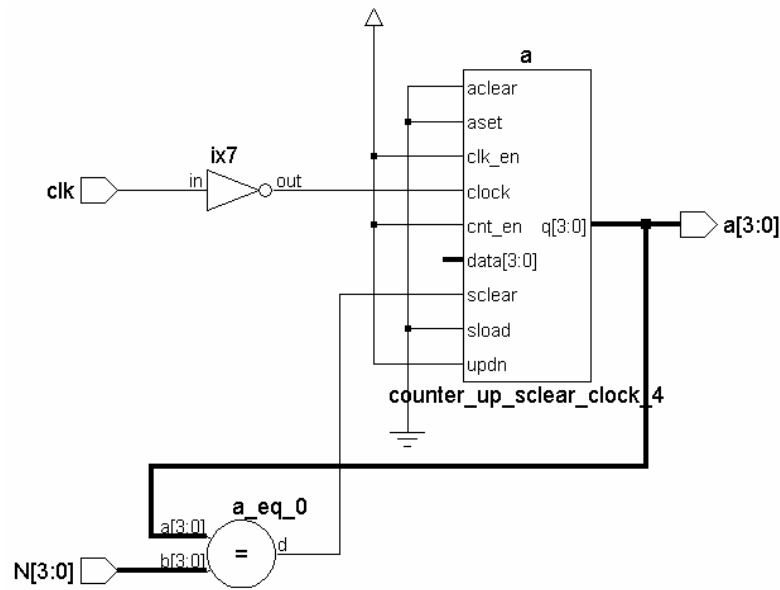 a
aclear
aset
ix7
clk_en
clk
in
out
clock
cnt_en
q[3:0]
a[3:0]
data[3:0]
sclear
sload
updn
counter_up_sclear_clock_4
a_eq_0
a[3:0]
=
d
b[3:0]
N[3:0]